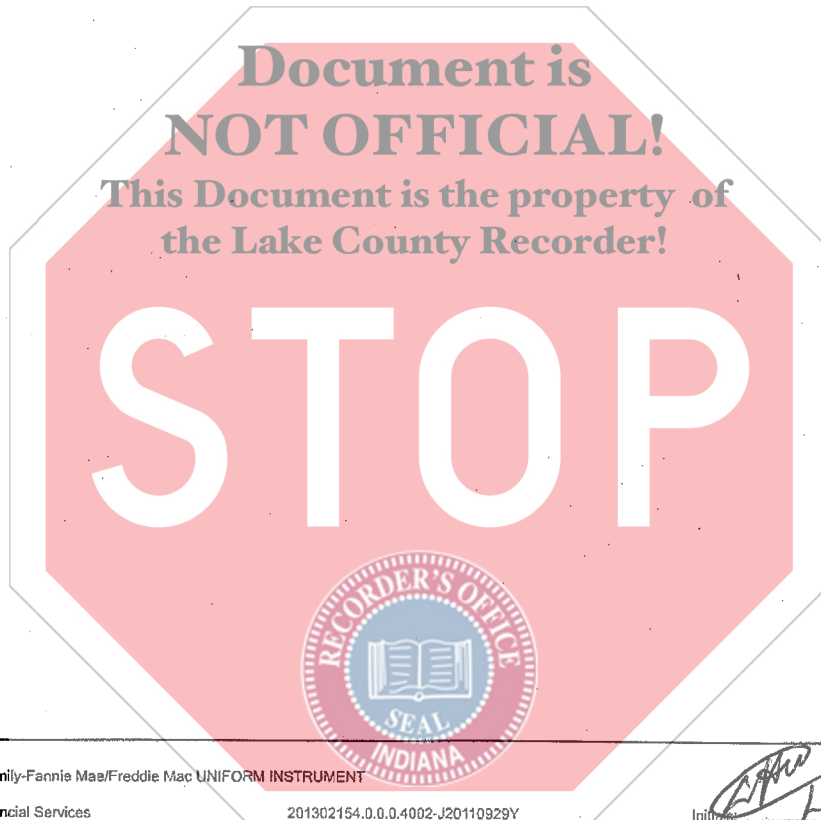 Document is
NOT OFFICIAL!
This Document is the property of
the Lake County Recorder!
STOP
RECORDER'S OFFICE
SEAL
INDIANA
mily-Fannie Mae/Freddie Mac UNIFORM INSTRUMENT
ncial Services 201302154.0.0.0.4002-J20110929Y